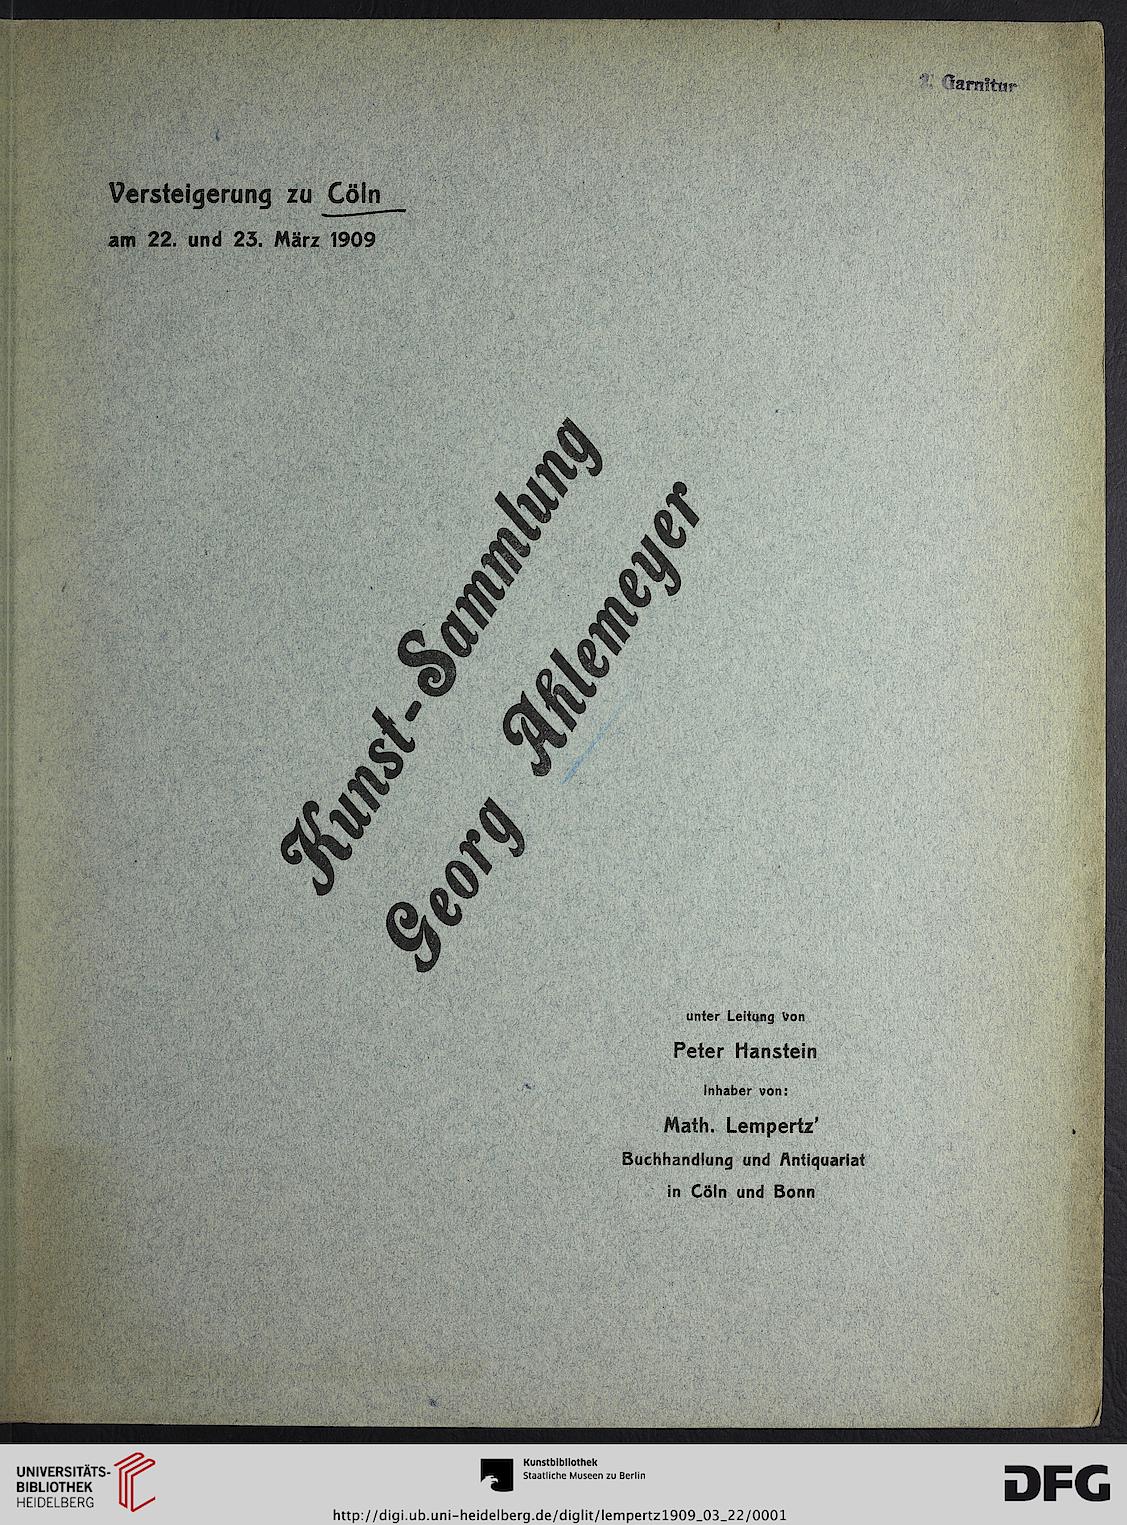 2. Garnitur
Versteigerung zu Cöln
am 22. und 23. März 1909
Kunst-Sammlung
Georg Ahlemeyer
unter Leitung von
Peter Hanstein
Inhaber von:
Math. Lempertz'
Buchhandlung und Antiquariat
in Cöln und Bonn
UNIVERSITÄTS-
BIBLIOTHEK
HEIDELBERG
Kunstbibliothek
Staatliche Museen zu Berlin
DFG
http://digi.ub.uni-heidelberg.de/diglit/lempertz1909_03_22/0001